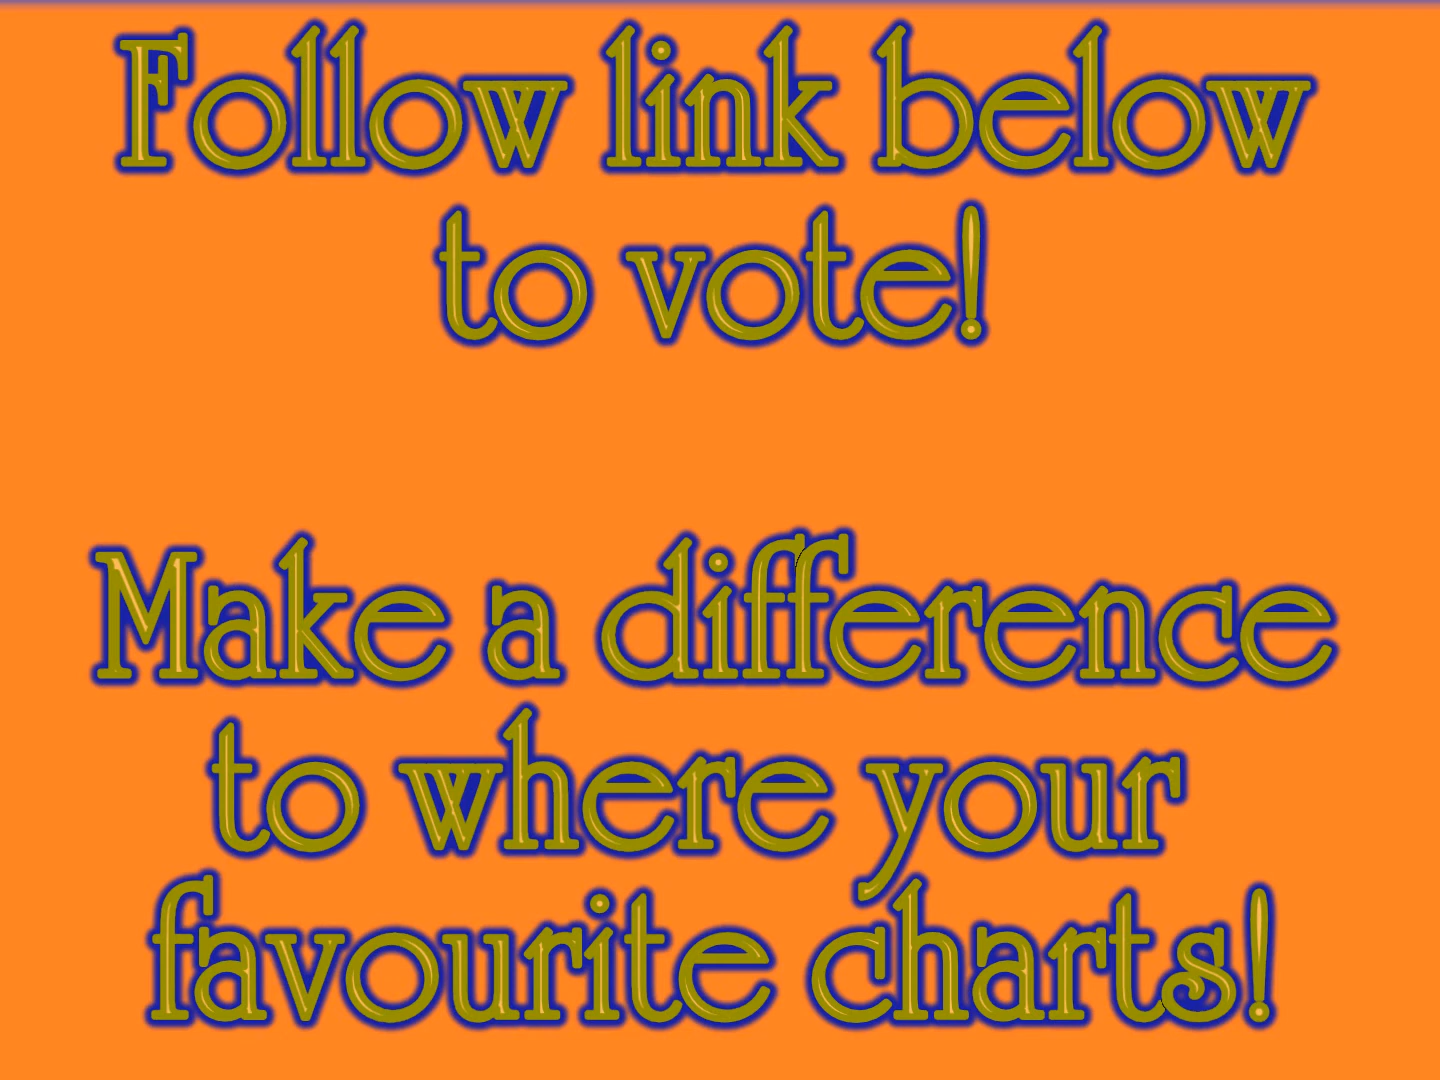 Follow link below
to vote!
Make a difference
to where your
favourite charts!